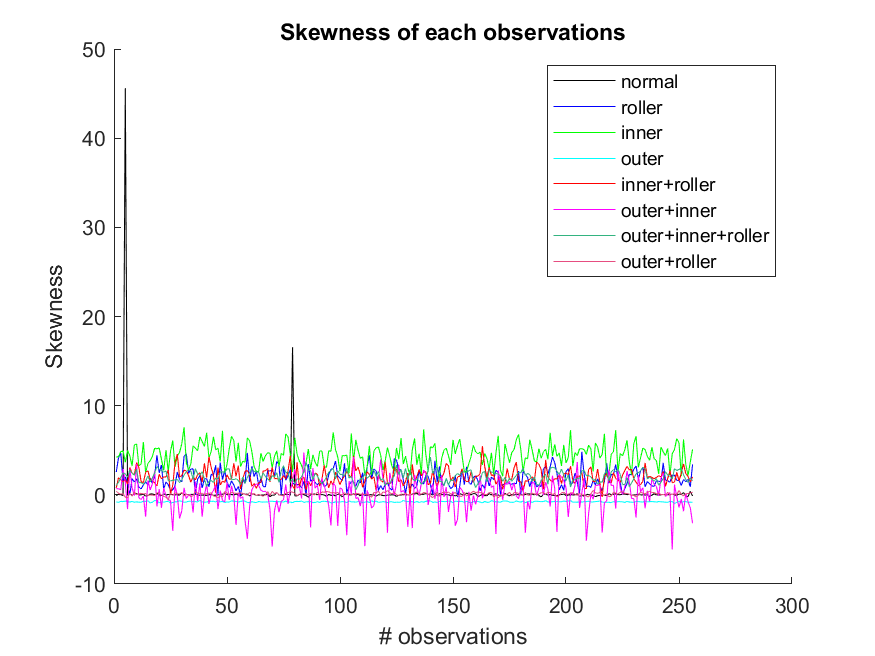 Skewness of each observations
50
40
30
20
10
0
-10
Skewness
normal
roller
inner
outer
inner+roller
outer+inner
outer+inner+roller
outer+roller
0 50 100 150 200 250 300
# observations